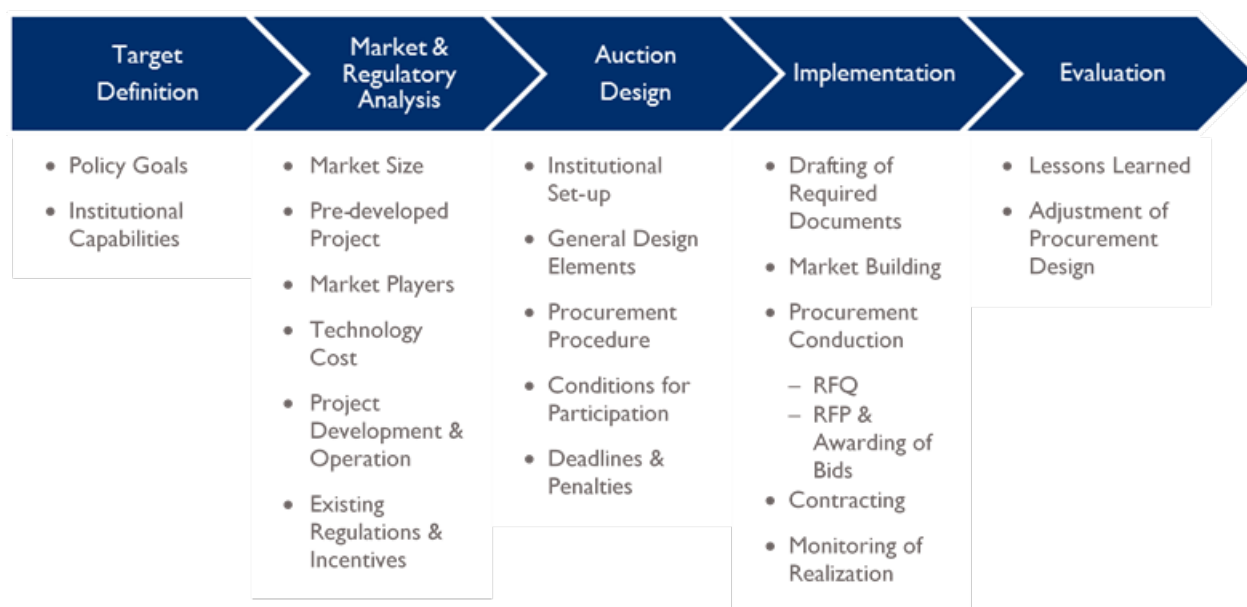 Target
Definition
Market &
Regulatory
Analysis
Auction
Design
Implementation
Evaluation
• Policy Goals
• Institutional
Capabilities
• Market Size
• Pre-developed
Project
• Market Players
• Technology
Cost
• Project
Development &
Operation
• Existing
Regulations &
Incentives
• Institutional
Set-up
• General Design
Elements
• Procurement
Procedure
• Conditions for
Participation
• Deadlines &
Penalties
• Drafting of
Required
Documents
• Market Building
• Procurement
Conduction
– RFQ
– RFP &
Awarding of
Bids
• Contracting
• Monitoring of
Realization
• Lessons Learned
• Adjustment of
Procurement
Design